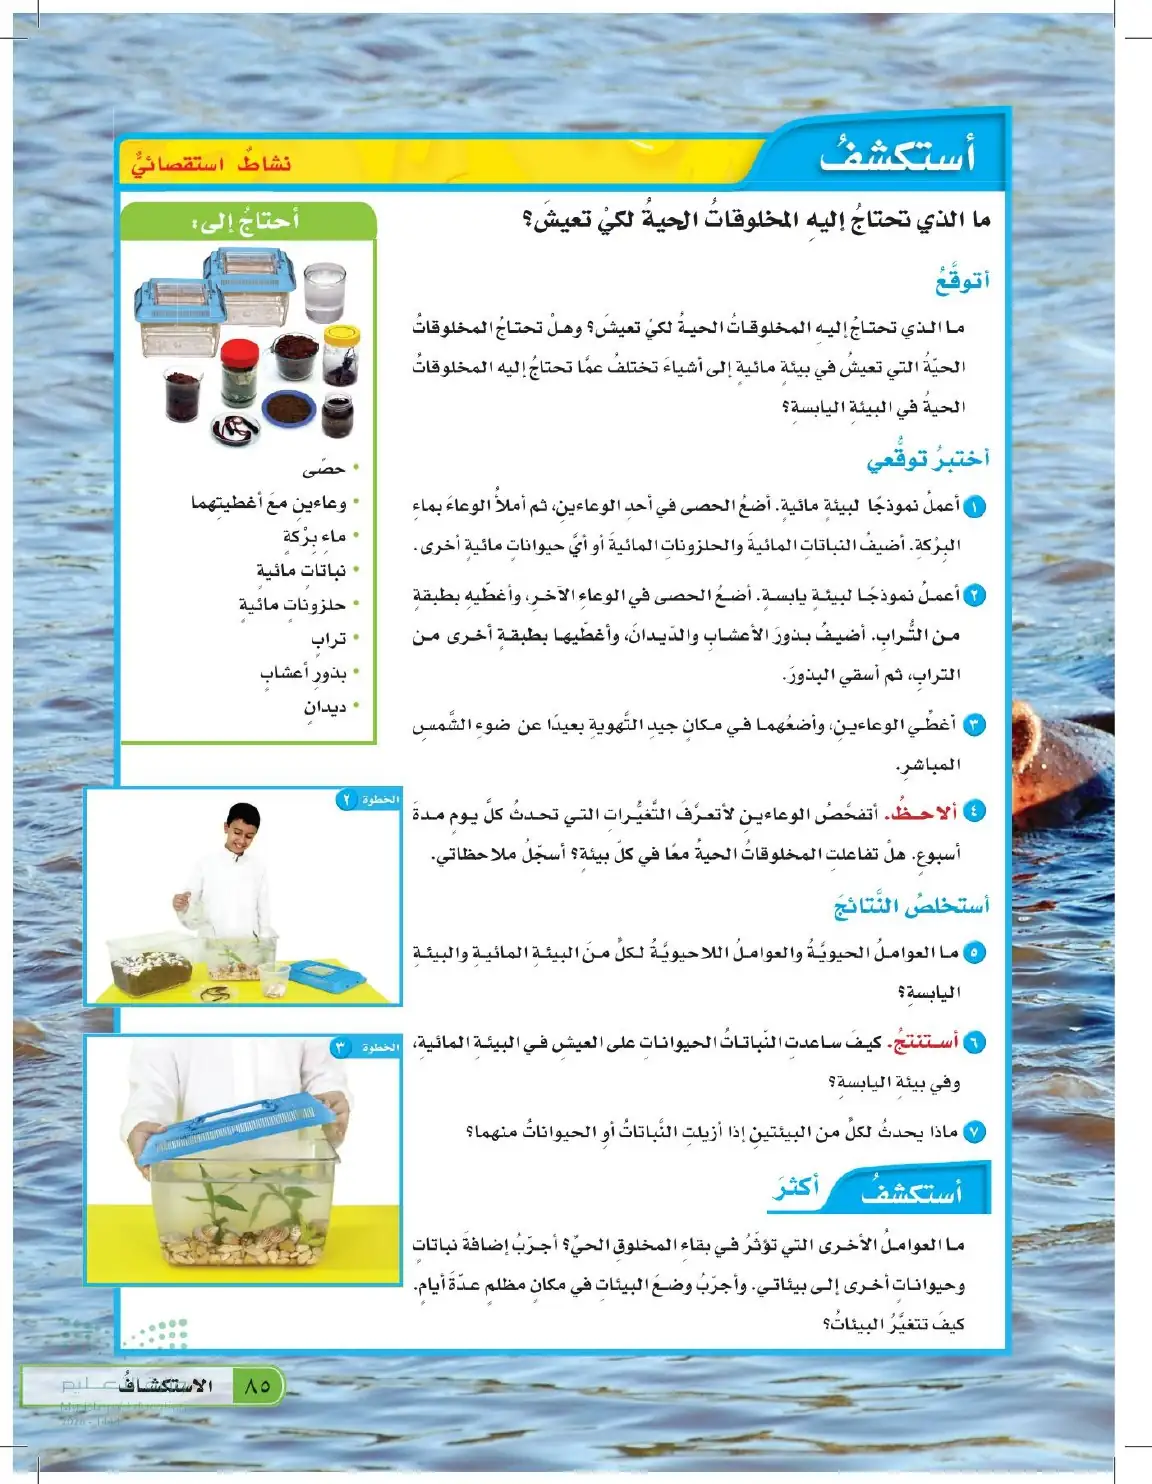 أستكشفُ
نشاطٌ استقصائيٌّ
ما الذي تحتاجُ إليهِ المخلوقاتُ الحيةُ لكيْ تعيشَ؟
أتوقَّعُ
ما الذي تحتاجُ إليهِ المخلوقاتُ الحيةُ لكيْ تعيشَ؟ وهلْ تحتاجُ المخلوقاتُ
الحيّةُ التي تعيشُ في بيئةٍ مائيةٍ إلى أشياءَ تختلفُ عمَّا تحتاجُ إليه المخلوقاتُ
الحيةُ في البيئةِ اليابسةِ؟
أختبرُ توقُّعي
١ أعملُ نموذجًا لبيئةٍ مائيةٍ. أضعُ الحصى في أحدِ الوعاءينِ، ثم أملأُ الوعاءَ بماءِ
البرْكةِ. أضيفُ النباتاتِ المائيةَ والحلزوناتِ المائيةَ أو أيَّ حيواناتٍ مائيةٍ أخرى.
٢ أعملُ نموذجًا لبيئةٍ يابسةٍ. أضعُ الحصى في الوعاءِ الآخرِ، وأغطّيهِ بطبقةٍ
من التُّرابِ. أضيفُ بذورَ الأعشابِ والدّيدانَ، وأغطّيها بطبقةٍ أخرى من
الترابِ، ثم أسقي البذورَ.
٣ أغطِّي الوعاءينِ، وأضعُهما في مكانٍ جيدِ التَّهويةِ بعيدًا عن ضوءِ الشَّمسِ
المباشرِ.
٤ ألاحظُ. أتفحَّصُ الوعاءينِ لأتعرَّفَ التَّغيُّراتِ التي تحدثُ كلَّ يومٍ مدةَ
أسبوعٍ. هلْ تفاعلتِ المخلوقاتُ الحيةُ معًا في كلِّ بيئةٍ؟ أسجّلُ ملاحظاتي.
أستخلصُ النَّتائجَ
٥ ما العواملُ الحيويَّةُ والعواملُ اللاحيويَّةُ لكلٍّ منَ البيئةِ المائيةِ والبيئةِ
اليابسةِ؟
٦ أستنتجُ. كيفَ ساعدتِ النّباتاتُ الحيواناتِ على العيشِ في البيئةِ المائيةِ،
وفي بيئةِ اليابسةِ؟
٧ ماذا يحدثُ لكلٍّ من البيئتينِ إذا أزيلتِ النَّباتاتُ أوِ الحيواناتُ منهما؟
أستكشفُ أكثرَ
ما العواملُ الأخرى التي تؤثّرُ في بقاءِ المخلوقِ الحيِّ؟ أجرّبُ إضافةَ نباتاتٍ
وحيواناتٍ أخرى إلى بيئاتي. وأجرّبُ وضعَ البيئاتِ في مكانٍ مظلمٍ عدّةَ أيامٍ.
كيفَ تتغيَّرُ البيئاتُ؟
أحتاجُ إلى:
• حصًى
• وعاءينِ معَ أغطيتِهما
• ماءِ بِرْكةٍ
• نباتاتٍ مائيةٍ
• حلزوناتٍ مائيةٍ
• ترابٍ
• بذورِ أعشابٍ
• ديدانٍ
الخطوة ٢
الخطوة ٣
٨٥ الاستكشافُ